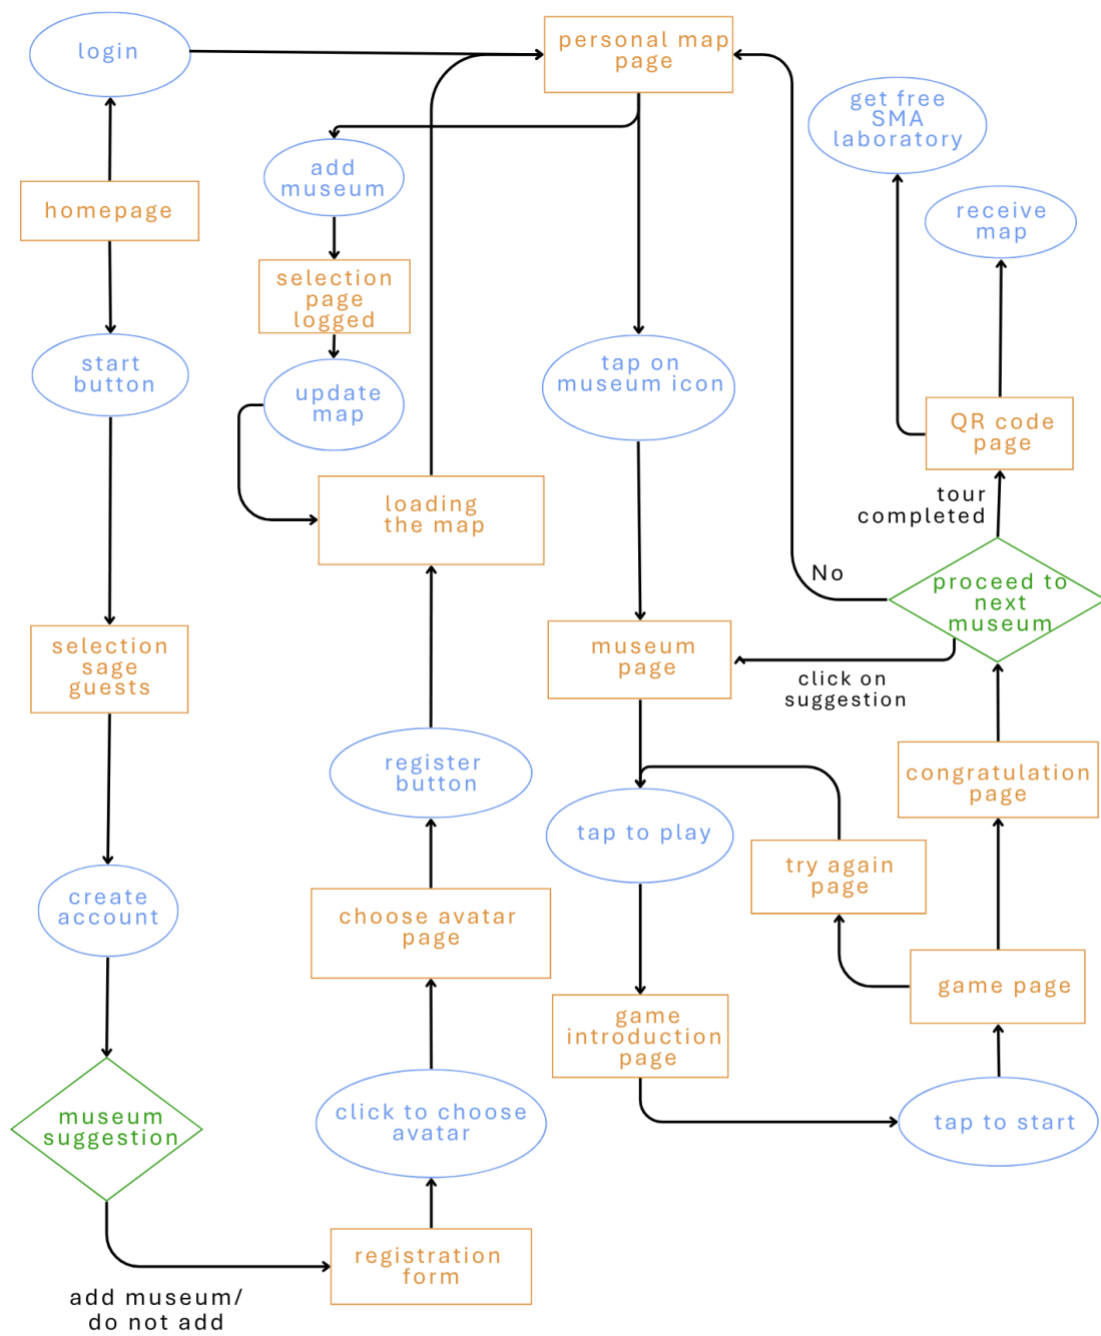 login
personal map
page
get free
SMA
laboratory
add
museum
homepage
receive
map
selection
page
logged
start
button
tap on
museum icon
update
map
QR code
page
loading
the map
tour
completed
No
proceed to
next
museum
selection
sage
guests
museum
page
click on
suggestion
register
button
congratulation
page
tap to play
try again
page
create
account
choose avatar
page
game page
game
introduction
page
museum
suggestion
click to choose
avatar
tap to start
registration
form
add museum/
do not add